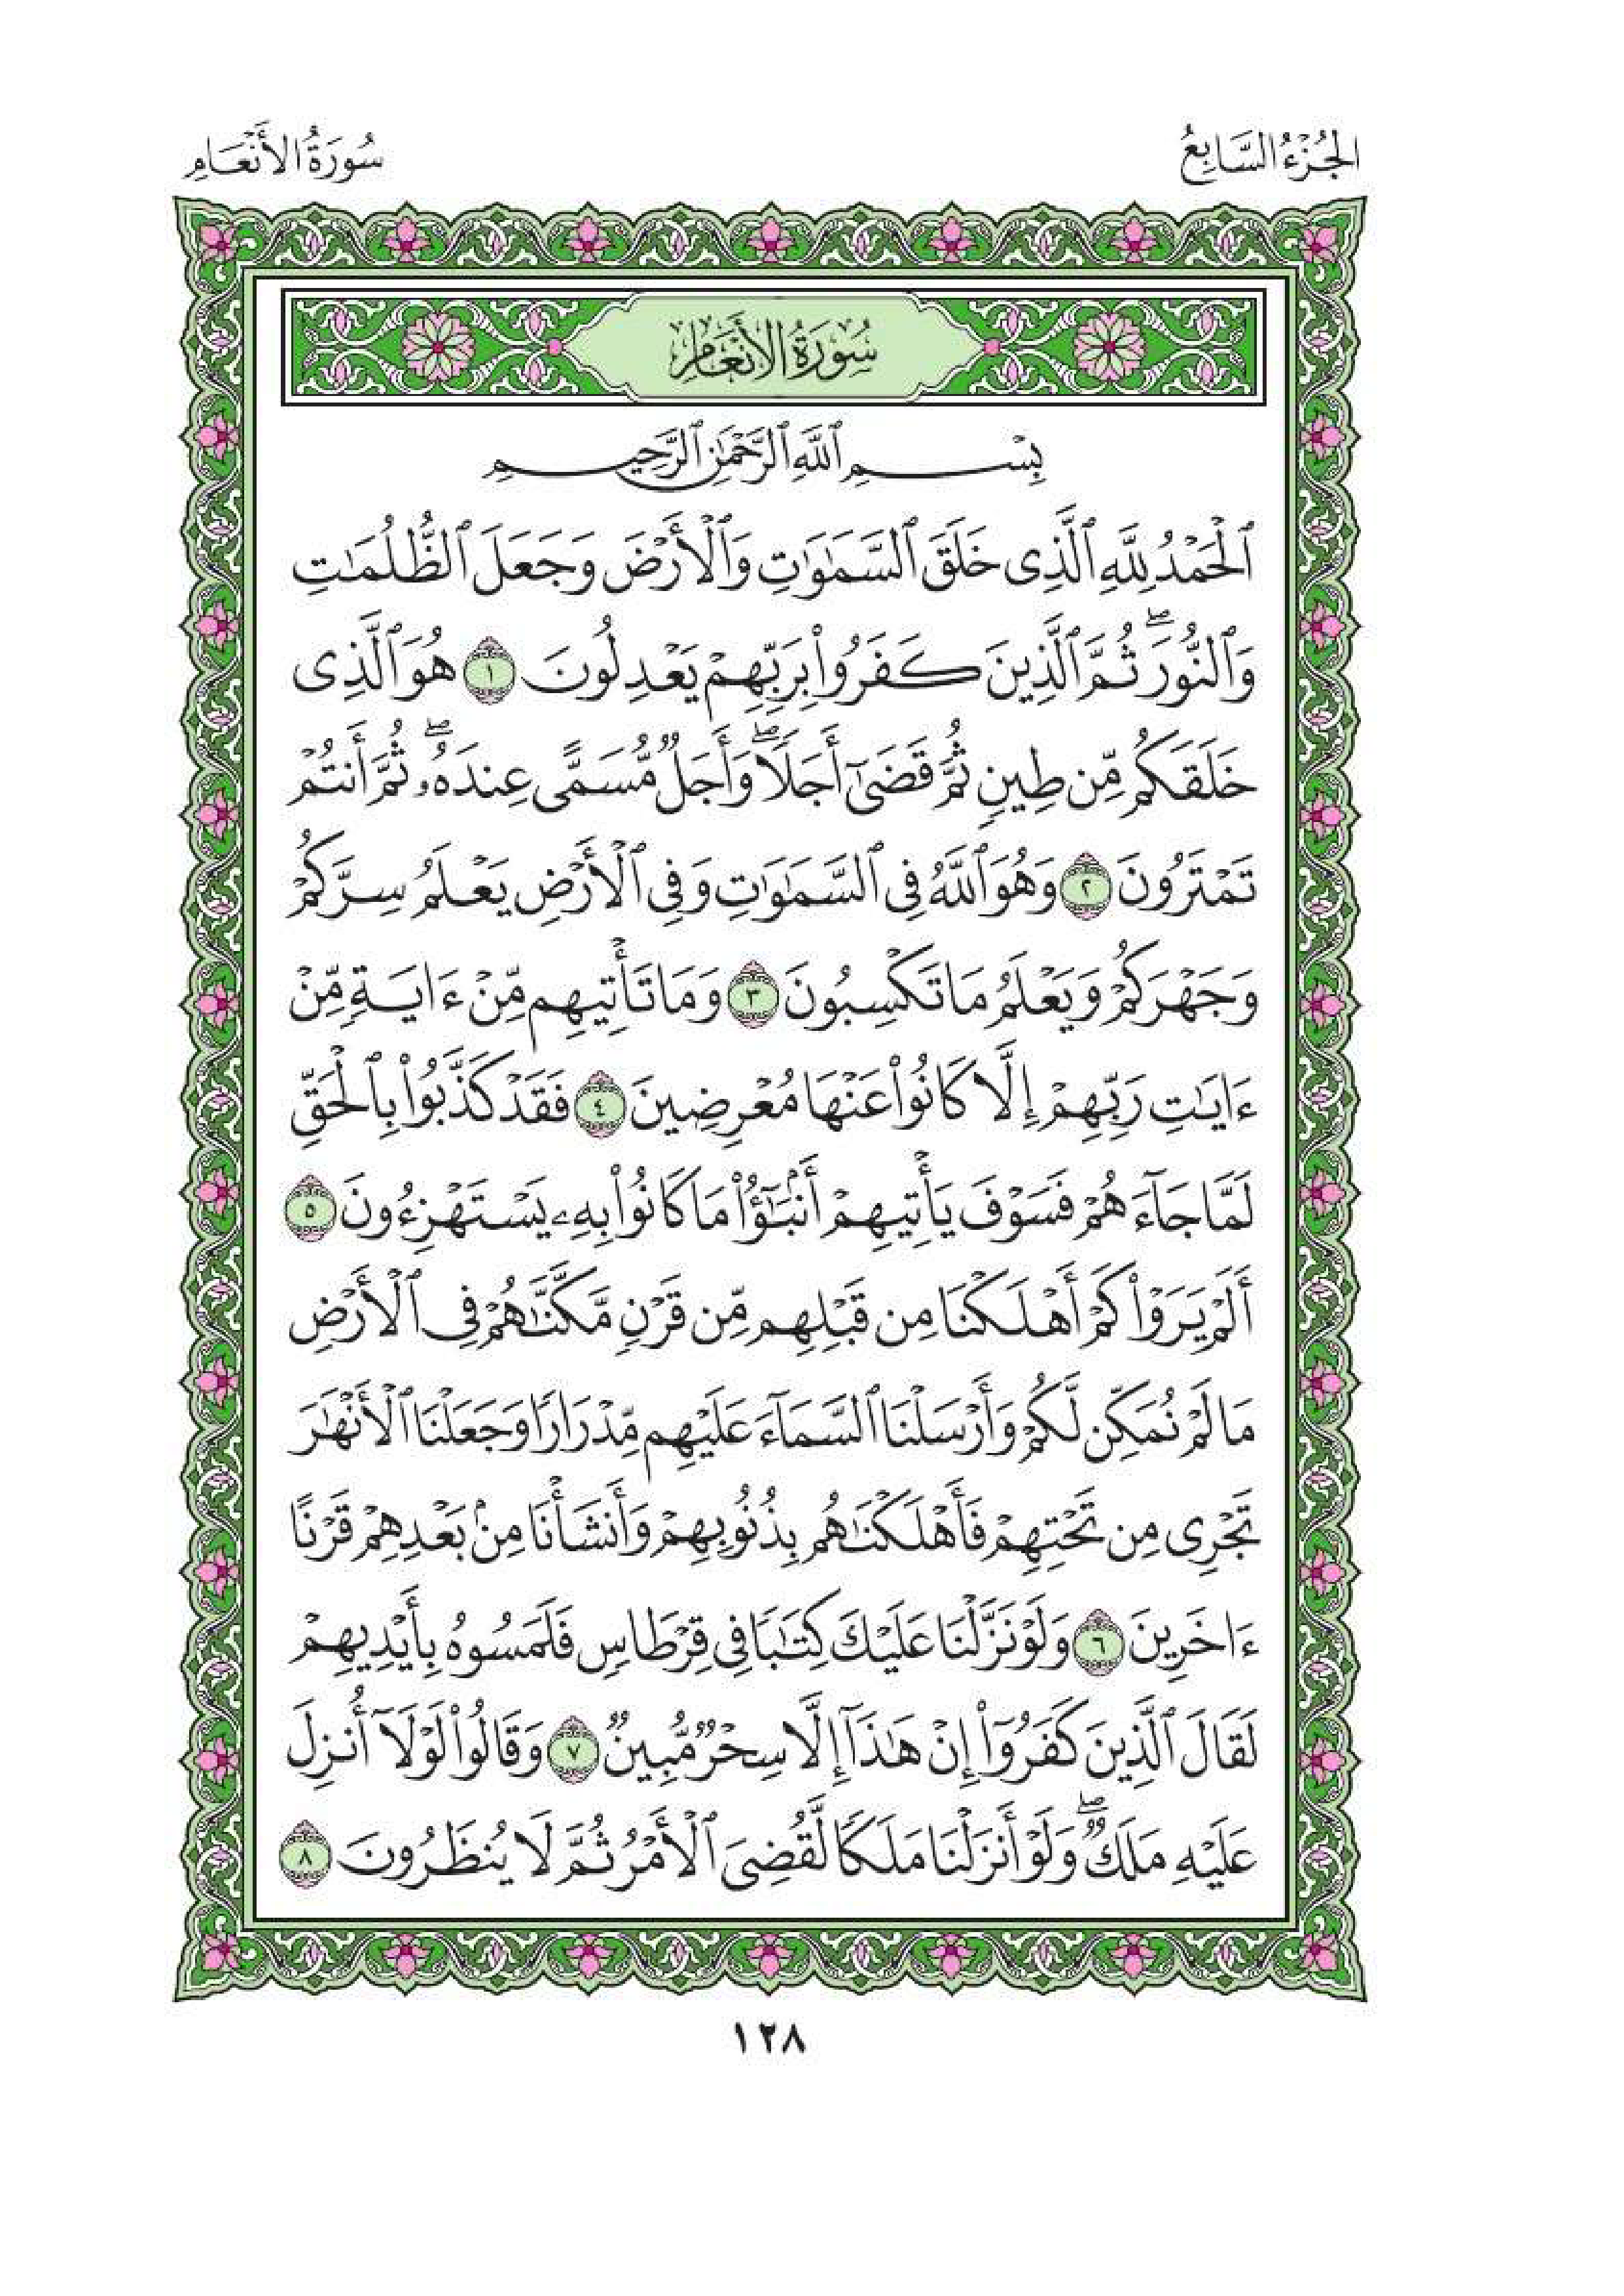 الجُزْءُ السَّابِعُ
سُورَةُ الأَنْعَامِ
سُورَةُ الأَنْعَامِ
بِسْمِ ٱللَّهِ ٱلرَّحْمَٰنِ ٱلرَّحِيمِ
ٱلْحَمْدُ لِلَّهِ ٱلَّذِى خَلَقَ ٱلسَّمَٰوَٰتِ وَٱلْأَرْضَ وَجَعَلَ ٱلظُّلُمَٰتِ
وَٱلنُّورَۖ ثُمَّ ٱلَّذِينَ كَفَرُوا۟ بِرَبِّهِمْ يَعْدِلُونَ ١ هُوَ ٱلَّذِى
خَلَقَكُم مِّن طِينٍ ثُمَّ قَضَىٰٓ أَجَلًاۖ وَأَجَلٌ مُّسَمًّى عِندَهُۥۖ ثُمَّ أَنتُمْ
تَمْتَرُونَ ٢ وَهُوَ ٱللَّهُ فِى ٱلسَّمَٰوَٰتِ وَفِى ٱلْأَرْضِ يَعْلَمُ سِرَّكُمْ
وَجَهْرَكُمْ وَيَعْلَمُ مَا تَكْسِبُونَ ٣ وَمَا تَأْتِيهِم مِّنْ ءَايَةٍ مِّنْ
ءَايَٰتِ رَبِّهِمْ إِلَّا كَانُوا۟ عَنْهَا مُعْرِضِينَ ٤ فَقَدْ كَذَّبُوا۟ بِٱلْحَقِّ
لَمَّا جَآءَهُمْ فَسَوْفَ يَأْتِيهِمْ أَنۢبَٰٓؤُا۟ مَا كَانُوا۟ بِهِۦ يَسْتَهْزِءُونَ ٥
أَلَمْ يَرَوْا۟ كَمْ أَهْلَكْنَا مِن قَبْلِهِم مِّن قَرْنٍ مَّكَّنَّٰهُمْ فِى ٱلْأَرْضِ
مَا لَمْ نُمَكِّن لَّكُمْ وَأَرْسَلْنَا ٱلسَّمَآءَ عَلَيْهِم مِّدْرَارًا وَجَعَلْنَا ٱلْأَنْهَٰرَ
تَجْرِى مِن تَحْتِهِمْ فَأَهْلَكْنَٰهُم بِذُنُوبِهِمْ وَأَنشَأْنَا مِنۢ بَعْدِهِمْ قَرْنًا
ءَاخَرِينَ ٦ وَلَوْ نَزَّلْنَا عَلَيْكَ كِتَٰبًا فِى قِرْطَاسٍ فَلَمَسُوهُ بِأَيْدِيهِمْ
لَقَالَ ٱلَّذِينَ كَفَرُوٓا۟ إِنْ هَٰذَآ إِلَّا سِحْرٌ مُّبِينٌ ٧ وَقَالُوا۟ لَوْلَآ أُنزِلَ
عَلَيْهِ مَلَكٌۖ وَلَوْ أَنزَلْنَا مَلَكًا لَّقُضِىَ ٱلْأَمْرُ ثُمَّ لَا يُنظَرُونَ ٨
١٢٨